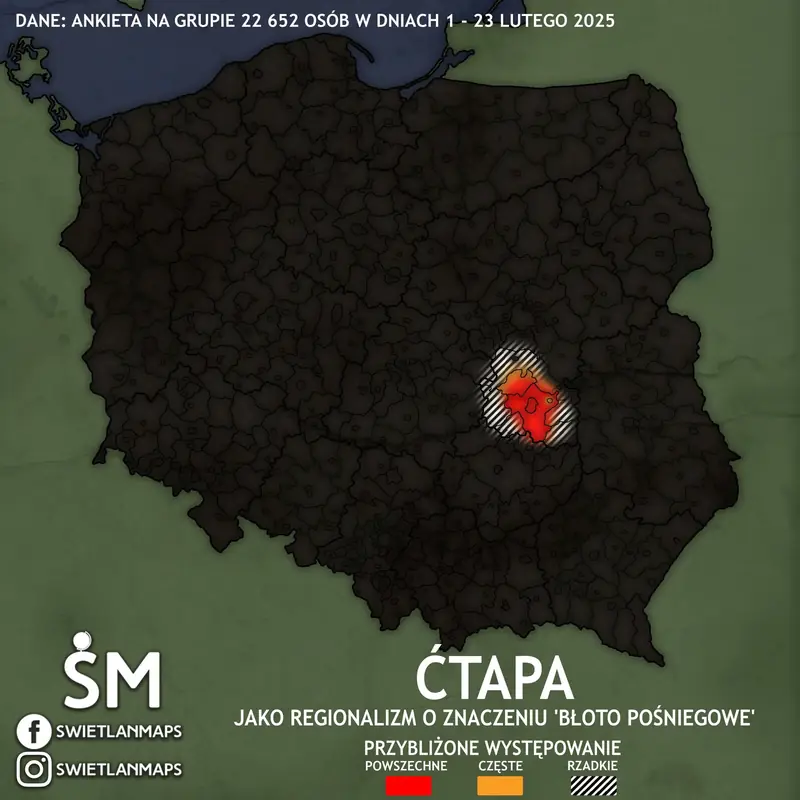 DANE: ANKIETA NA GRUPIE 22 652 OSÓB W DNIACH 1 - 23 LUTEGO 2025
ŚM
SWIETLANMAPS
SWIETLANMAPS
ĆTAPA
JAKO REGIONALIZM O ZNACZENIU 'BŁOTO POŚNIEGOWE'
PRZYBLIŻONE WYSTĘPOWANIE
POWSZECHNE CZĘSTE RZADKIE